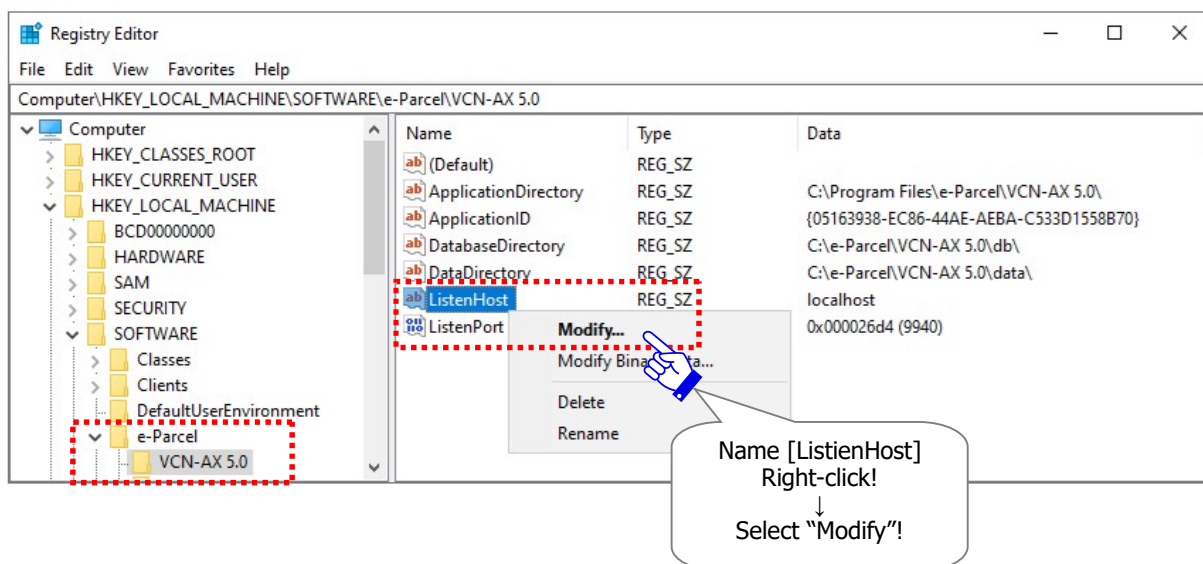 Registry Editor
File Edit View Favorites Help
Computer\HKEY_LOCAL_MACHINE\SOFTWARE\e-Parcel\VCN-AX 5.0
Computer
HKEY_CLASSES_ROOT
HKEY_CURRENT_USER
HKEY_LOCAL_MACHINE
BCD00000000
HARDWARE
SAM
SECURITY
SOFTWARE
Classes
Clients
DefaultUserEnvironment
e-Parcel
VCN-AX 5.0
Name Type Data
(Default) REG_SZ
ApplicationDirectory REG_SZ C:\Program Files\e-Parcel\VCN-AX 5.0\
ApplicationID REG_SZ {05163938-EC86-44AE-AEBA-C533D1558B70}
DatabaseDirectory REG_SZ C:\e-Parcel\VCN-AX 5.0\db\
DataDirectory REG_SZ C:\e-Parcel\VCN-AX 5.0\data\
ListenHost REG_SZ localhost
ListenPort 0x000026d4 (9940)
Modify...
Modify
Delete
Rename
Name [ListienHost]
Right-click!
↓
Select “Modify”!